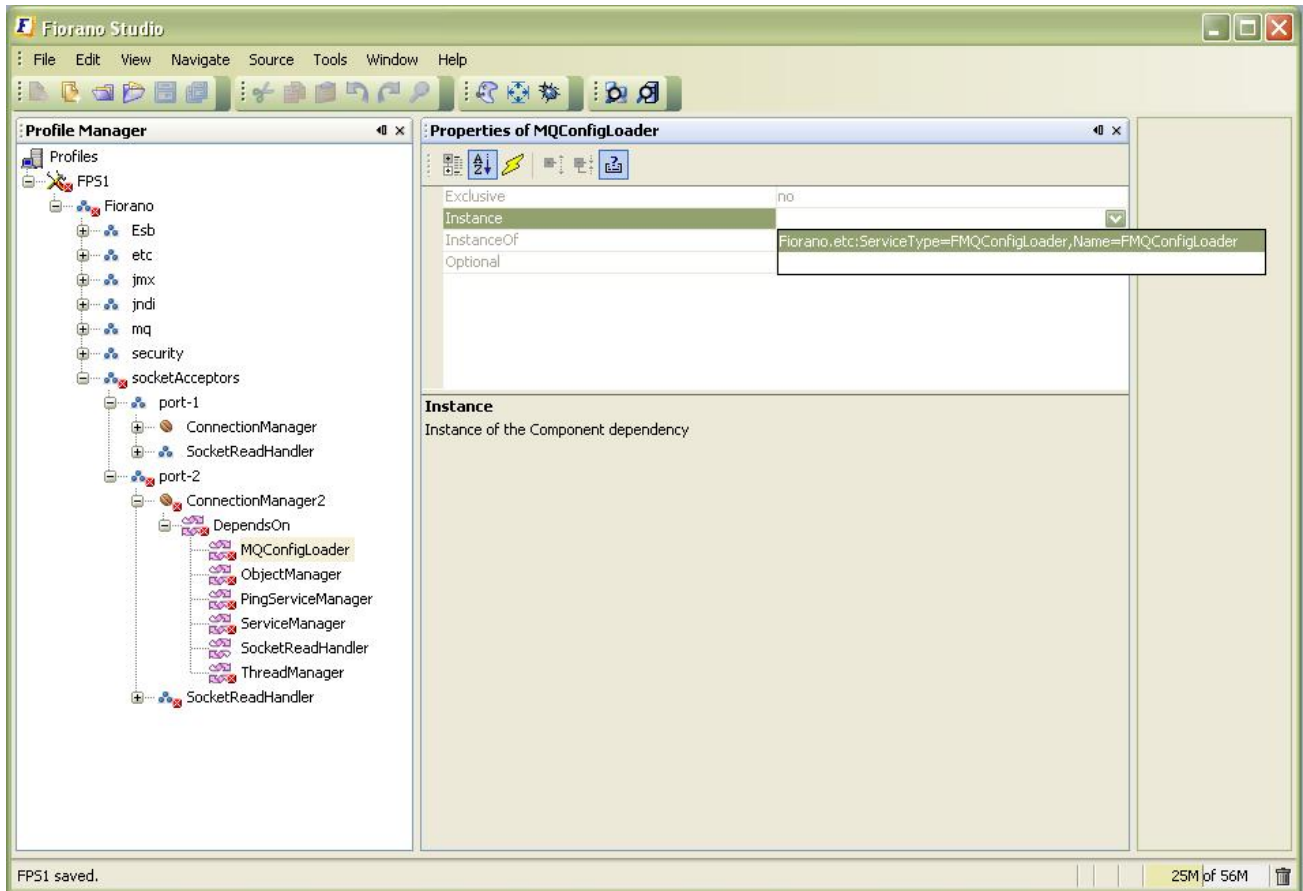 Fiorano Studio
File Edit View Navigate Source Tools Window Help
Profile Manager
Profiles
FPS1
Fiorano
Esb
etc
jmx
jndi
mq
security
socketAcceptors
port-1
ConnectionManager
SocketReadHandler
port-2
ConnectionManager2
DependsOn
MQConfigLoader
ObjectManager
PingServiceManager
ServiceManager
SocketReadHandler
ThreadManager
SocketReadHandler
Properties of MQConfigLoader
Exclusive no
Instance
InstanceOf
Fiorano.etc:ServiceType=FMQConfigLoader,Name=FMQConfigLoader
Optional
Instance
Instance of the Component dependency
FPS1 saved.
25M of 56M